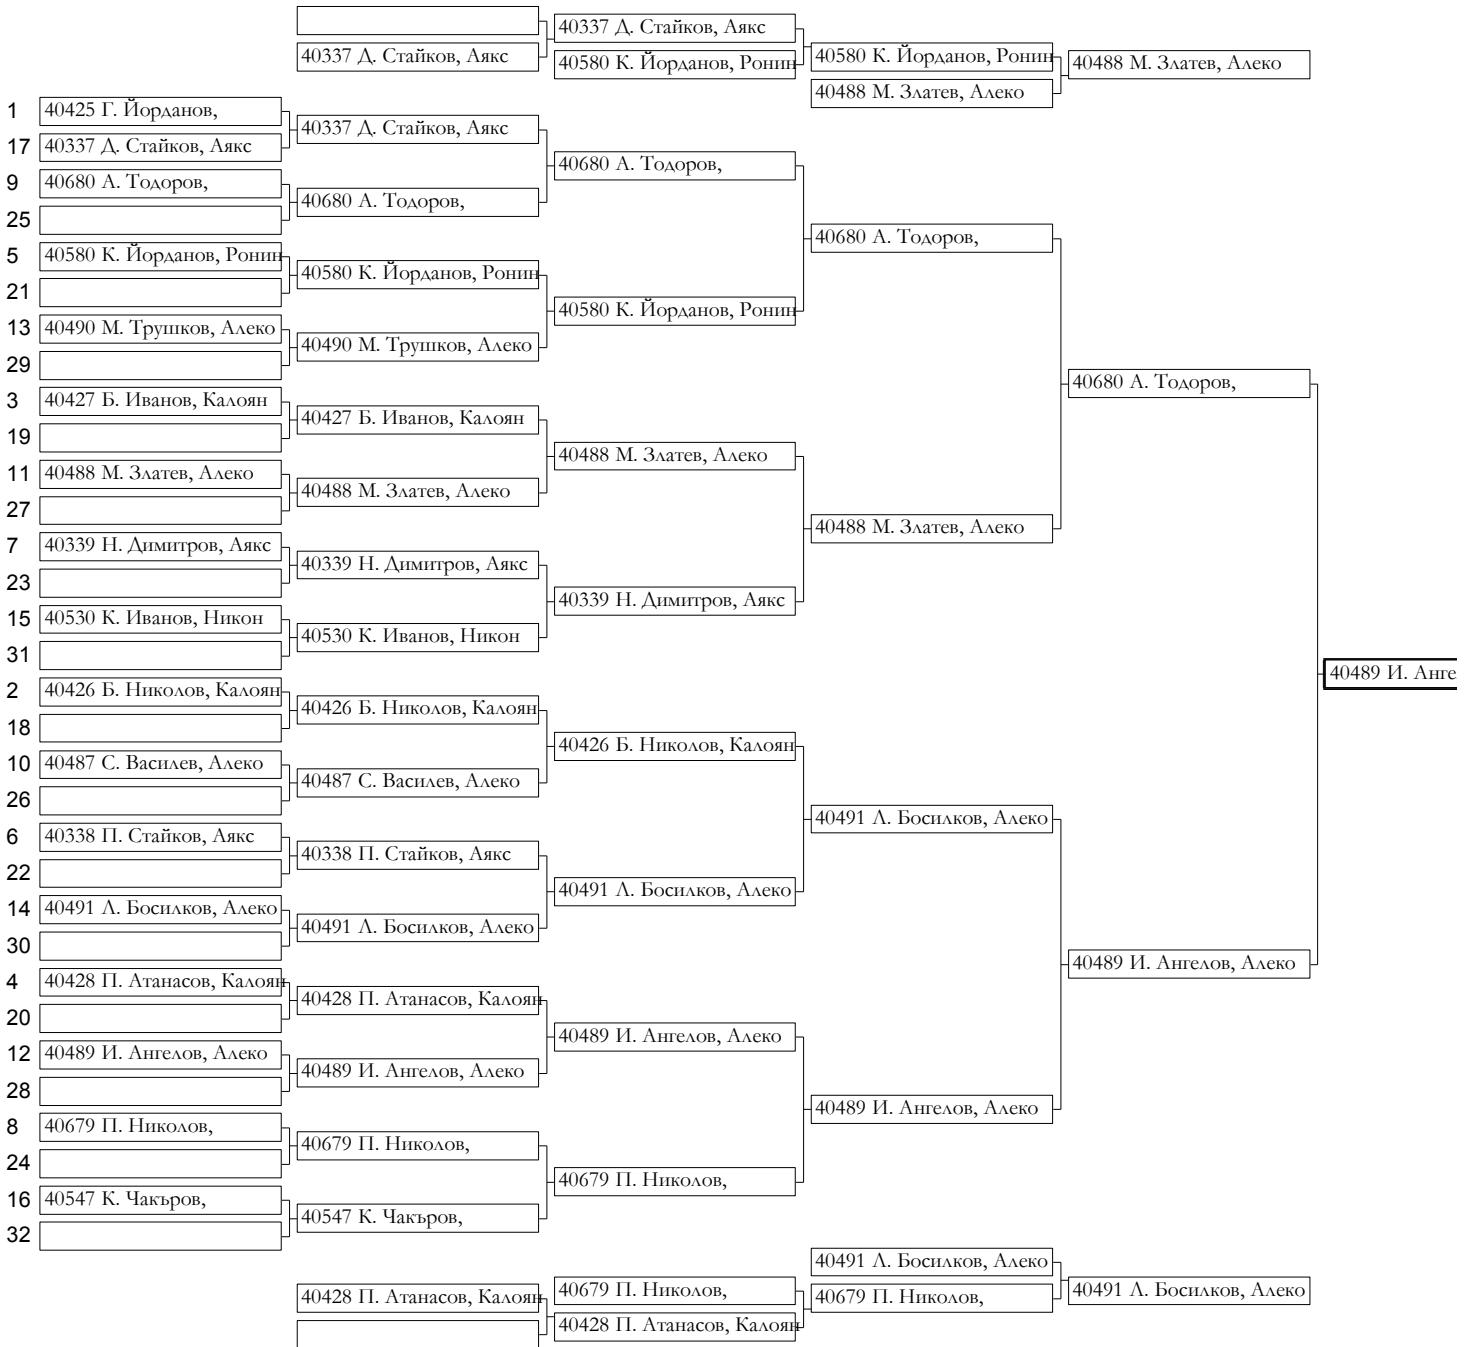 40337 Д. Стайков, Аякс
40337 Д. Стайков, Аякс
40580 К. Йорданов, Ронин
40580 К. Йорданов, Ронин
40488 М. Златев, Алеко
40488 М. Златев, Алеко
1 40425 Г. Йорданов,
17 40337 Д. Стайков, Аякс
9 40680 А. Тодоров,
25
5 40580 К. Йорданов, Ронин
21
13 40490 М. Трушков, Алеко
29
3 40427 Б. Иванов, Калоян
19
11 40488 М. Златев, Алеко
27
7 40339 Н. Димитров, Аякс
23
15 40530 К. Иванов, Никон
31
2 40426 Б. Николов, Калоян
18
10 40487 С. Василев, Алеко
26
6 40338 П. Стайков, Аякс
22
14 40491 Л. Босилков, Алеко
30
4 40428 П. Атанасов, Калоян
20
12 40489 И. Ангелов, Алеко
28
8 40679 П. Николов,
24
16 40547 К. Чакъров,
32
40337 Д. Стайков, Аякс
40680 А. Тодоров,
40580 К. Йорданов, Ронин
40490 М. Трушков, Алеко
40427 Б. Иванов, Калоян
40488 М. Златев, Алеко
40339 Н. Димитров, Аякс
40530 К. Иванов, Никон
40426 Б. Николов, Калоян
40487 С. Василев, Алеко
40338 П. Стайков, Аякс
40491 Л. Босилков, Алеко
40428 П. Атанасов, Калоян
40489 И. Ангелов, Алеко
40679 П. Николов,
40547 К. Чакъров,
40680 А. Тодоров,
40580 К. Йорданов, Ронин
40488 М. Златев, Алеко
40339 Н. Димитров, Аякс
40426 Б. Николов, Калоян
40491 Л. Босилков, Алеко
40489 И. Ангелов, Алеко
40679 П. Николов,
40680 А. Тодоров,
40488 М. Златев, Алеко
40491 Л. Босилков, Алеко
40489 И. Ангелов, Алеко
40680 А. Тодоров,
40489 И. Ангелов, Алеко
40489 И. Анге
40428 П. Атанасов, Калоян
40679 П. Николов,
40428 П. Атанасов, Калоян
40491 Л. Босилков, Алеко
40679 П. Николов,
40491 Л. Босилков, Алеко